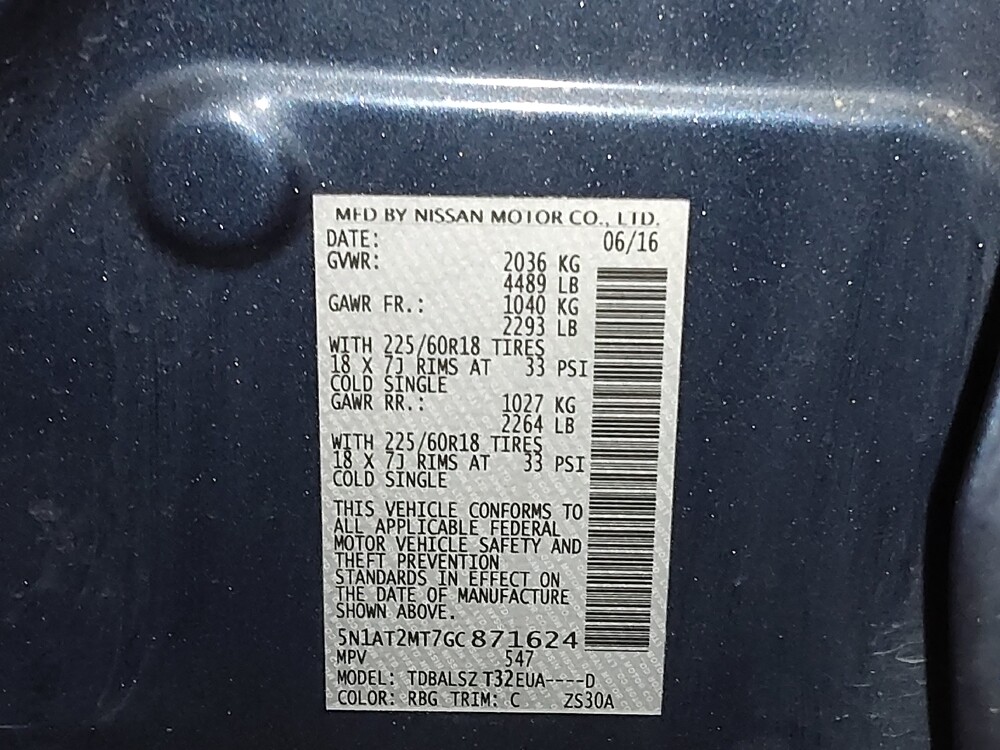 MFD BY NISSAN MOTOR CO., LTD.
DATE: 06/16
GVWR: 2036 KG
4489 LB
GAWR FR.: 1040 KG
2293 LB
WITH 225/60R18 TIRES
18 X 7J RIMS AT 33 PSI
COLD SINGLE
GAWR RR.: 1027 KG
2264 LB
WITH 225/60R18 TIRES
18 X 7J RIMS AT 33 PSI
COLD SINGLE
THIS VEHICLE CONFORMS TO
ALL APPLICABLE FEDERAL
MOTOR VEHICLE SAFETY AND
THEFT PREVENTION
STANDARDS IN EFFECT ON
THE DATE OF MANUFACTURE
SHOWN ABOVE.
5N1AT2MT7GC871624
MPV 547
MODEL: TDBALSZ T32EUA----D
COLOR: RBG TRIM: C ZS30A